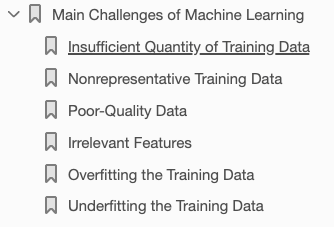 Main Challenges of Machine Learning
Insufficient Quantity of Training Data
Nonrepresentative Training Data
Poor-Quality Data
Irrelevant Features
Overfitting the Training Data
Underfitting the Training Data